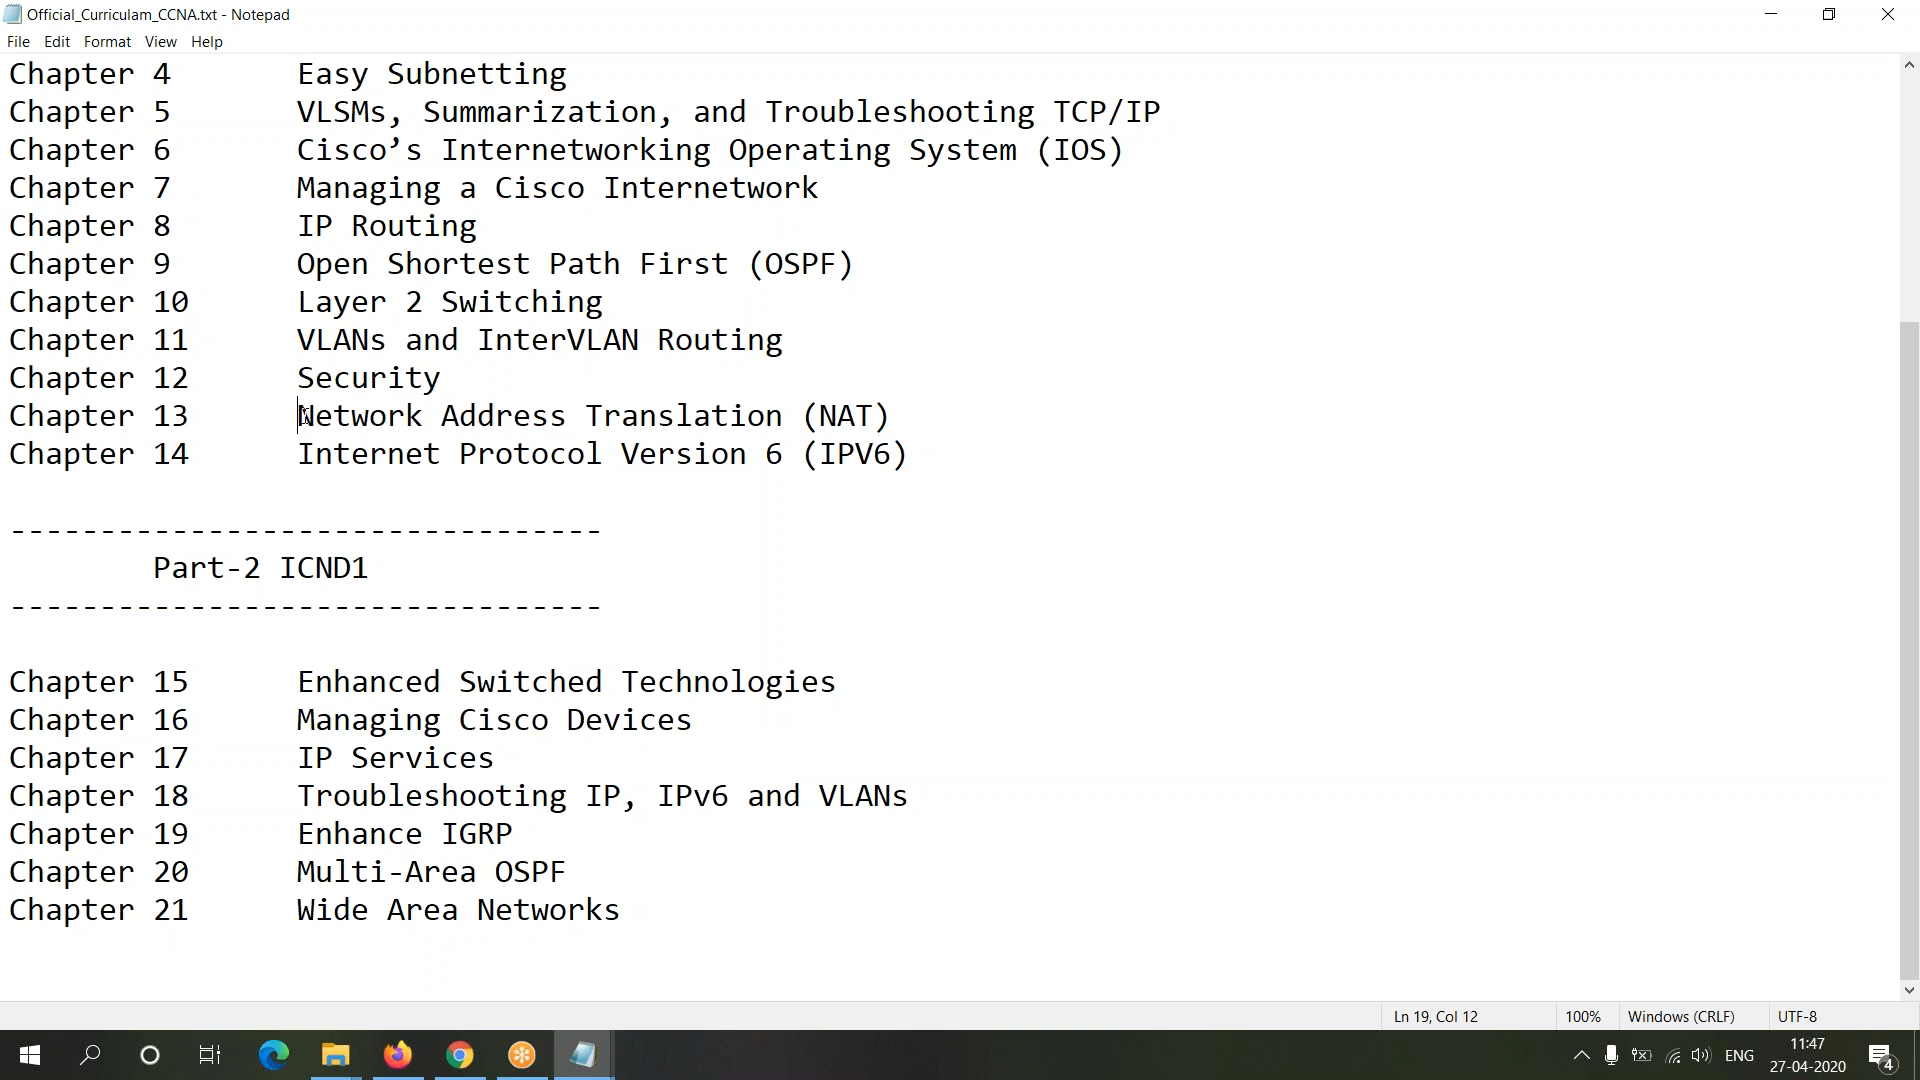 Official_Curriculam_CCNA.txt - Notepad
File Edit Format View Help
Chapter 4 Easy Subnetting
Chapter 5 VLSMs, Summarization, and Troubleshooting TCP/IP
Chapter 6 Cisco’s Internetworking Operating System (IOS)
Chapter 7 Managing a Cisco Internetwork
Chapter 8 IP Routing
Chapter 9 Open Shortest Path First (OSPF)
Chapter 10 Layer 2 Switching
Chapter 11 VLANs and InterVLAN Routing
Chapter 12 Security
Chapter 13 Network Address Translation (NAT)
Chapter 14 Internet Protocol Version 6 (IPV6)
---------------------------------
Part-2 ICND1
---------------------------------
Chapter 15 Enhanced Switched Technologies
Chapter 16 Managing Cisco Devices
Chapter 17 IP Services
Chapter 18 Troubleshooting IP, IPv6 and VLANs
Chapter 19 Enhance IGRP
Chapter 20 Multi-Area OSPF
Chapter 21 Wide Area Networks
Ln 19, Col 12 100% Windows (CRLF) UTF-8
ENG 11:47
27-04-2020 4